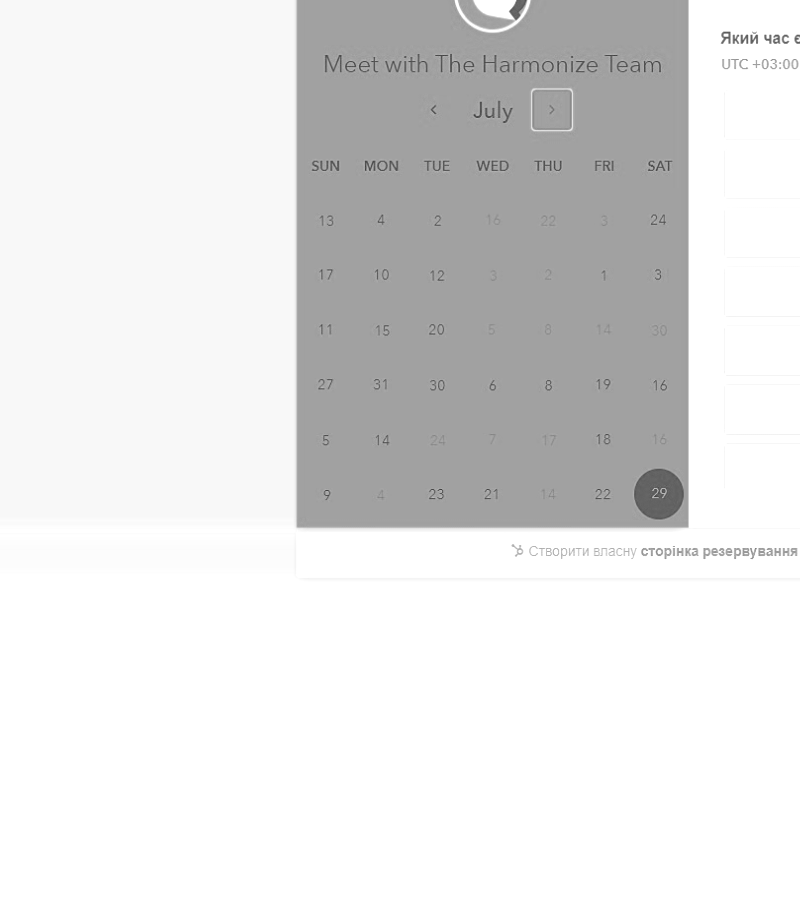 Meet with The Harmonize Team
July
SUN MON TUE WED THU FRI SAT
13 4 2 16 22 3 24
17 10 12 3 2 1 3
11 15 20 5 8 14 30
27 31 30 6 8 19 16
5 14 24 7 17 18 16
9 4 23 21 14 22 29
Який час є
UTC +03:00
Створити власну сторінка резервування